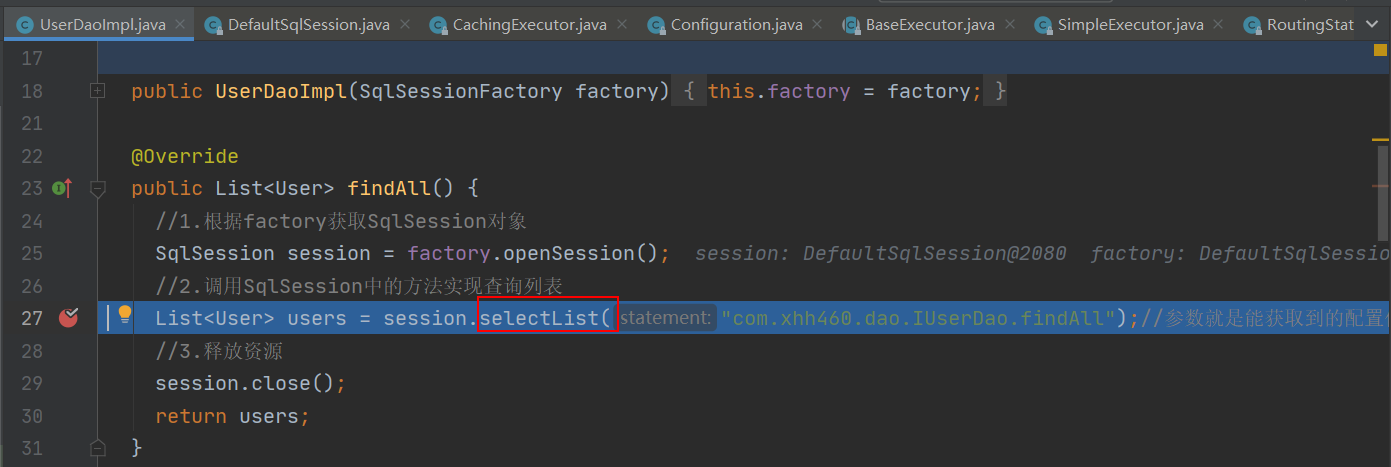 UserDaoImpl.java DefaultSqlSession.java CachingExecutor.java Configuration.java BaseExecutor.java SimpleExecutor.java RoutingStat
17
18 public UserDaoImpl(SqlSessionFactory factory) { this.factory = factory; }
21
22 @Override
23 public List<User> findAll() {
24 //1.根据factory获取SqlSession对象
25 SqlSession session = factory.openSession(); session: DefaultSqlSession@2080 factory: DefaultSqlSessio
26 //2.调用SqlSession中的方法实现查询列表
27 List<User> users = session.selectList( statement: "com.xhh460.dao.IUserDao.findAll");//参数就是能获取到的配置
28 //3.释放资源
29 session.close();
30 return users;
31 }